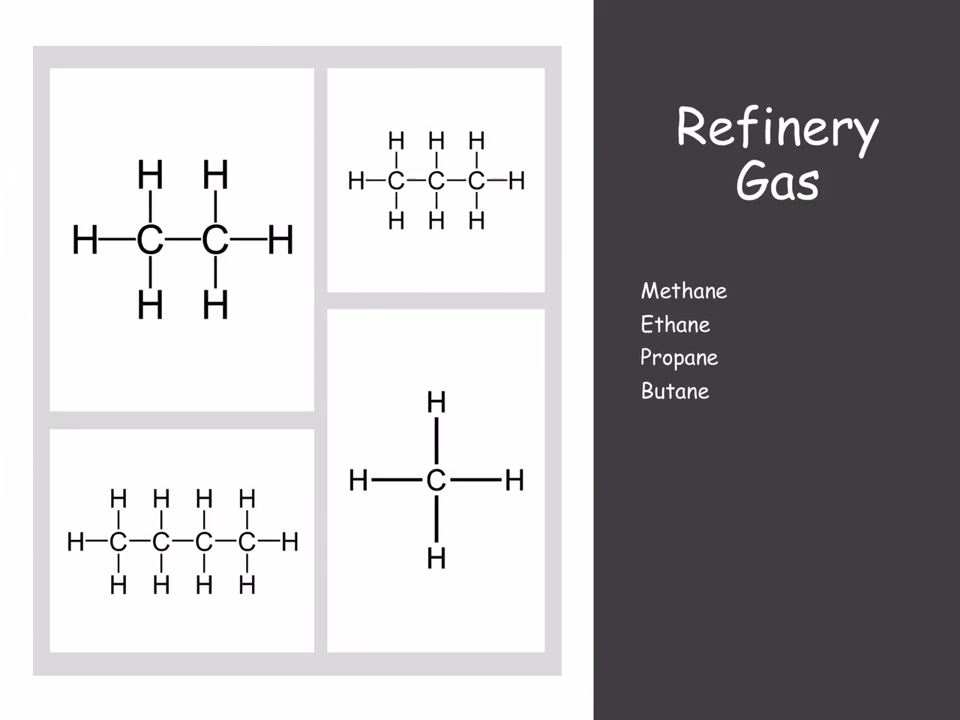 H H
H C C H
H H
H H H
H C C C H
H H H
H H H H
H C C C C H
H H H H
H
H C H
H
Refinery
Gas
Methane
Ethane
Propane
Butane